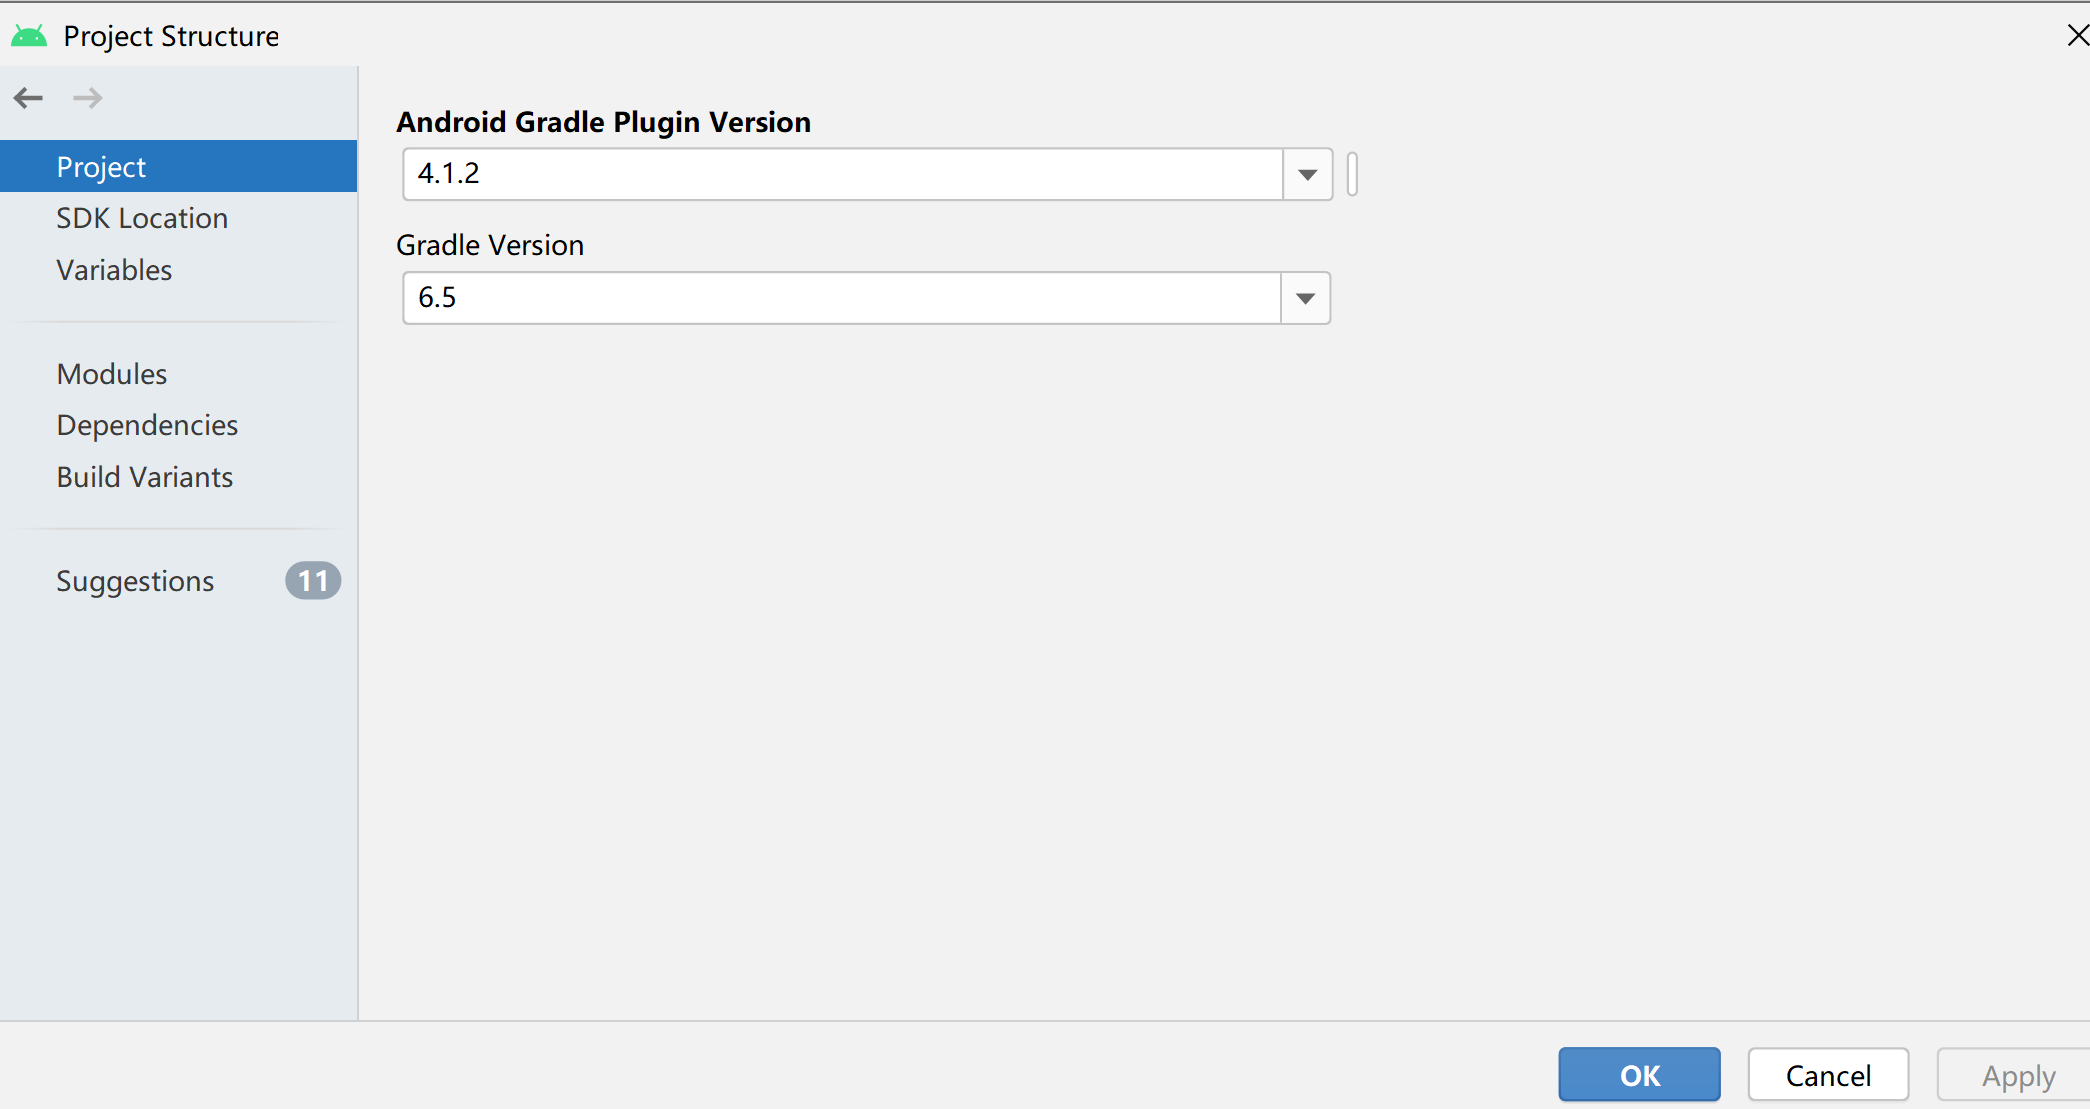 Project Structure
Project
SDK Location
Variables
Modules
Dependencies
Build Variants
Suggestions 11
Android Gradle Plugin Version
4.1.2
Gradle Version
6.5
OK
Cancel
Apply